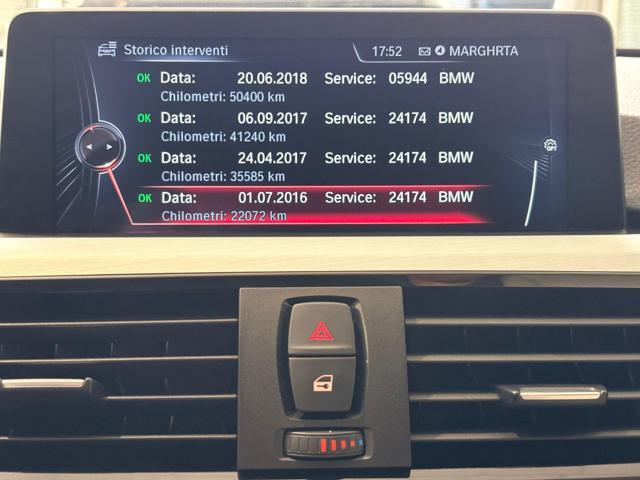 Storico interventi 17:52 MARGHRTA
OK Data: 20.06.2018 Service: 05944 BMW
Chilometri: 50400 km
OK Data: 06.09.2017 Service: 24174 BMW
Chilometri: 41240 km
OK Data: 24.04.2017 Service: 24174 BMW
Chilometri: 35585 km
OK Data: 01.07.2016 Service: 24174 BMW
Chilometri: 22072 km
OFF